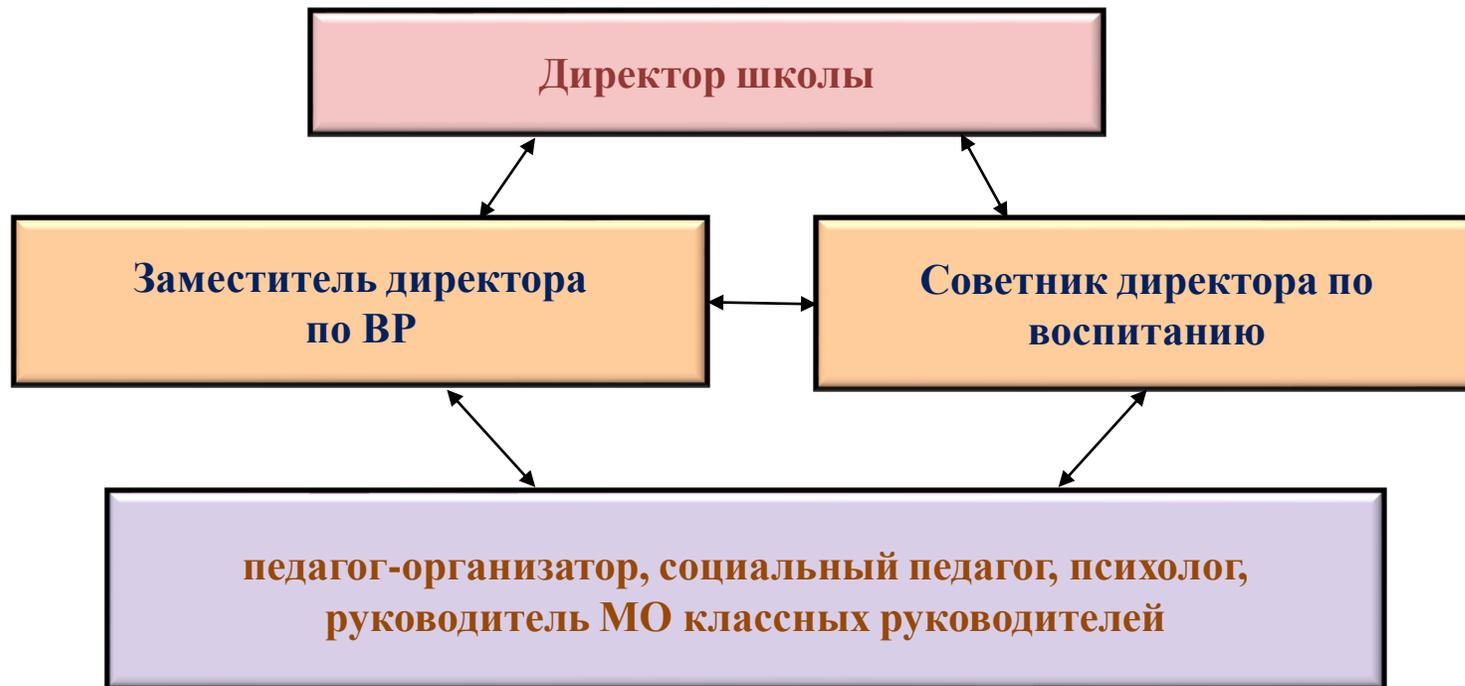 Директор школы
Заместитель директора
по ВР
Советник директора по
воспитанию
педагог-организатор, социальный педагог, психолог,
руководитель МО классных руководителей